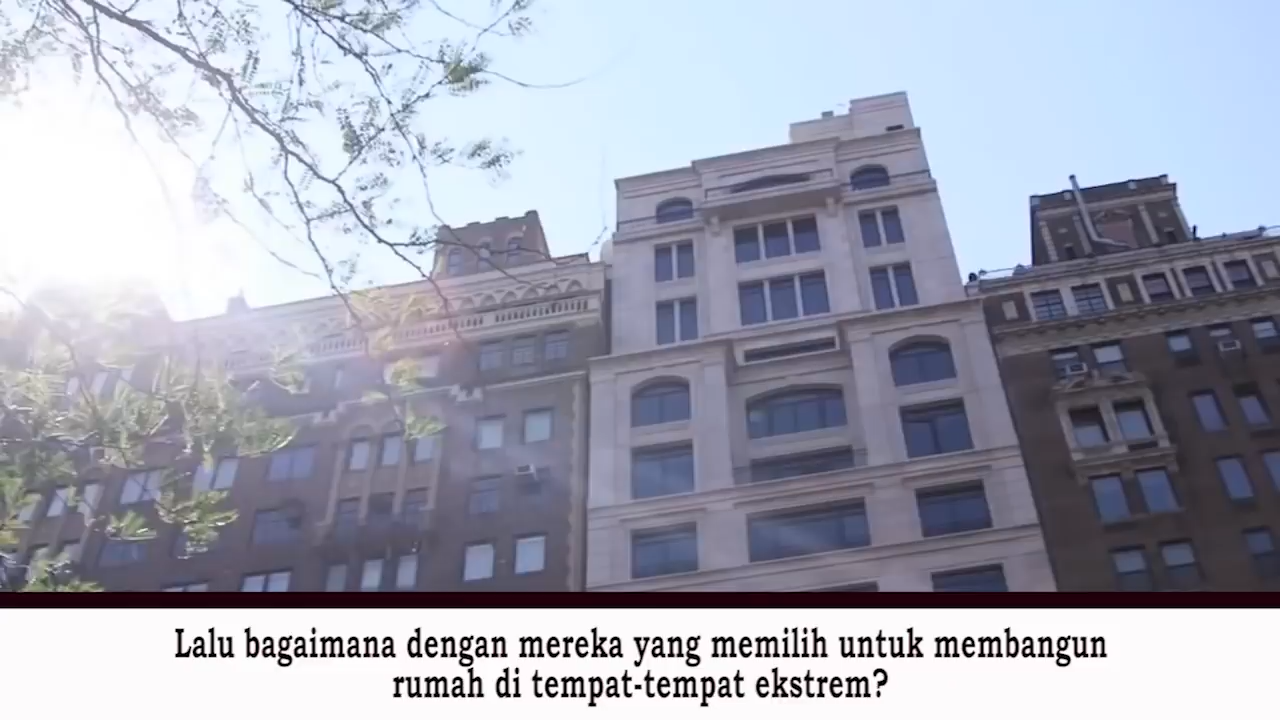 Lalu bagaimana dengan mereka yang memilih untuk membangun
rumah di tempat-tempat ekstrem?